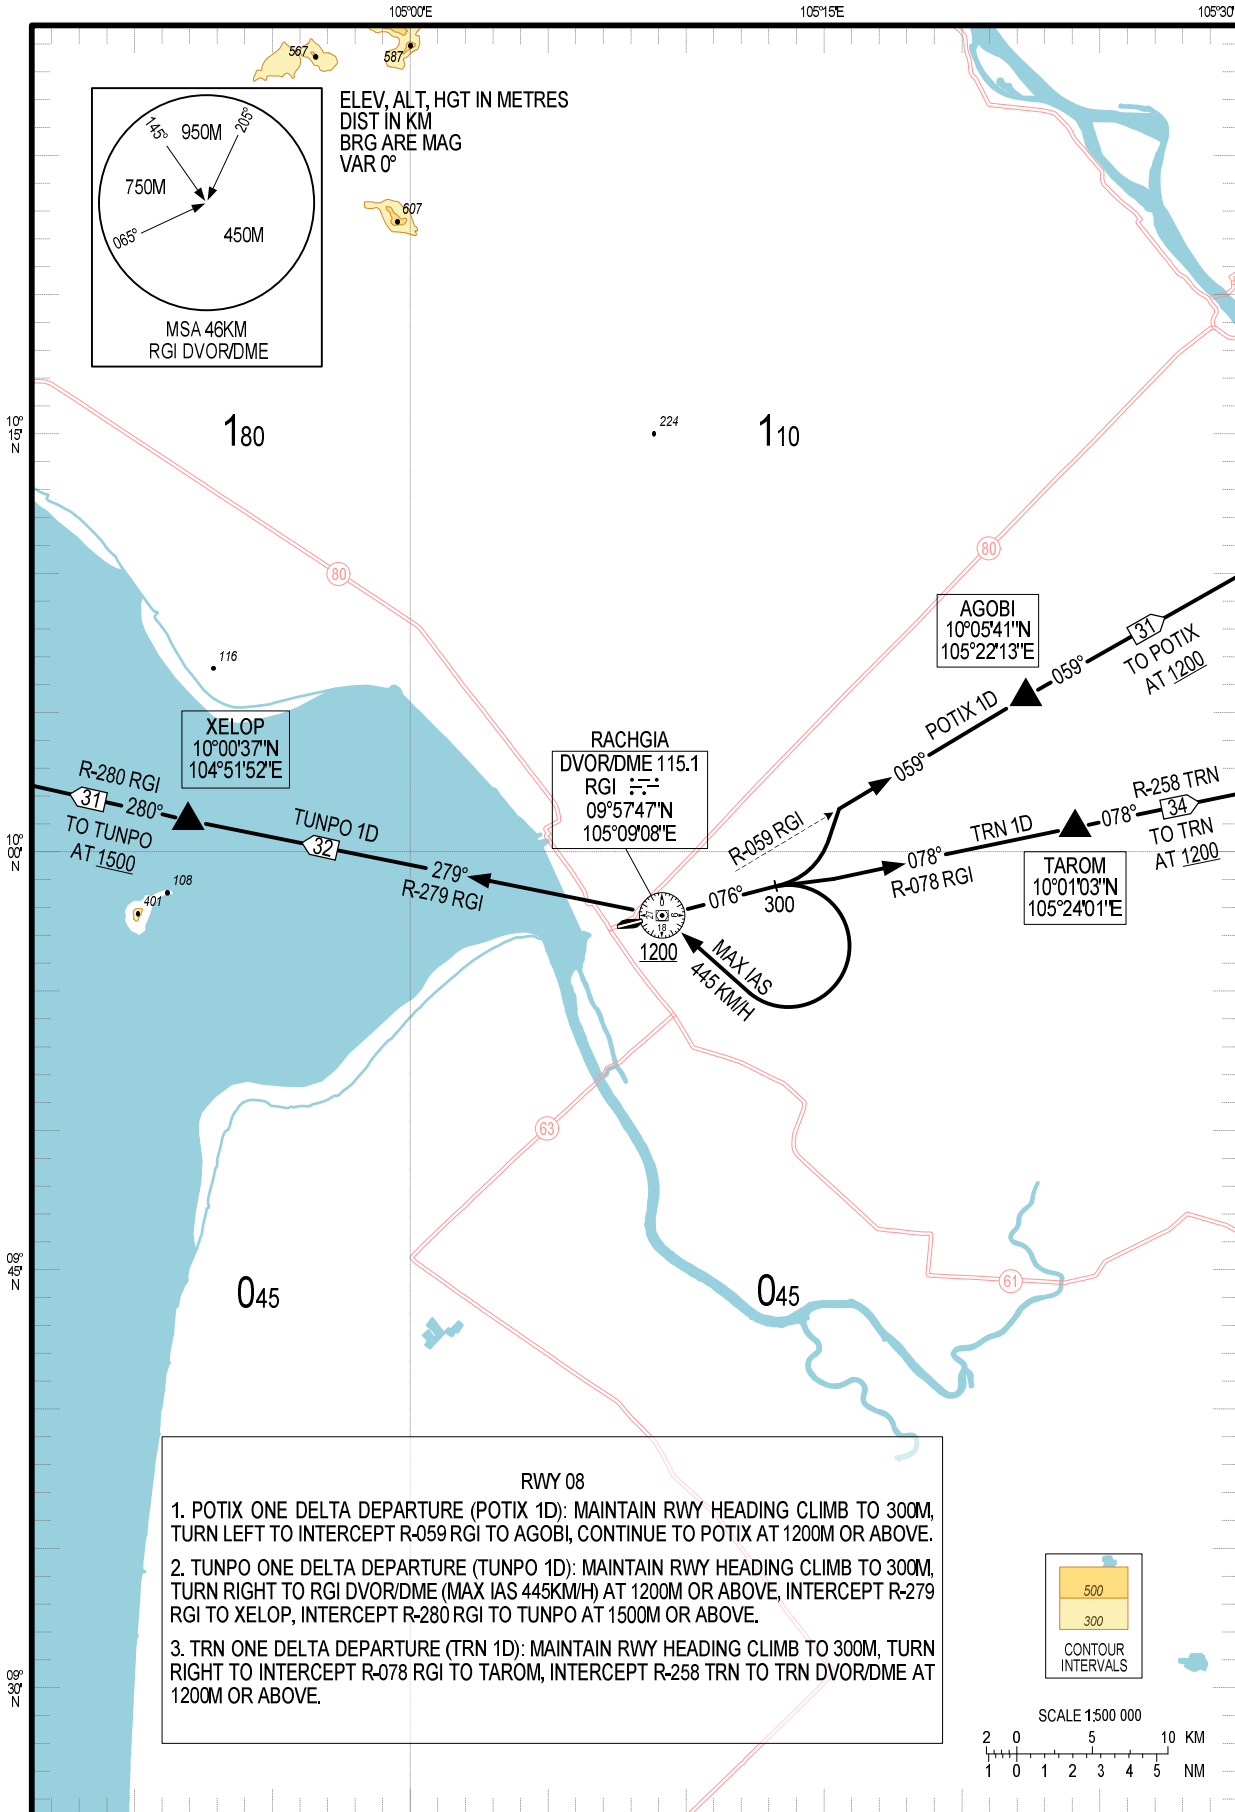 105°00'E
105°15'E
105°30'
567
587
ELEV, ALT, HGT IN METRES
DIST IN KM
BRG ARE MAG
VAR 0°
145°
950M
205°
750M
065°
450M
MSA 46KM
RGI DVOR/DME
607
10°
15'
N
180
224
110
80
80
116
AGOBI
10°05'41"N
105°22'13"E
31
TO POTIX
AT 1200
059°
POTIX 1D
059°
XELOP
10°00'37"N
104°51'52"E
RACHGIA
DVOR/DME 115.1
RGI
09°57'47"N
105°09'08"E
R-280 RGI
31
280°
TO TUNPO
AT 1500
TUNPO 1D
32
279°
R-279 RGI
R-059 RGI
R-258 TRN
34
078°
TO TRN
AT 1200
TRN 1D
078°
R-078 RGI
10°
00'
N
TAROM
10°01'03"N
105°24'01"E
108
401
076°
300
0
27
9
18
1200
MAX IAS
445 KM/H
63
61
09°
45'
N
045
045
RWY 08
1. POTIX ONE DELTA DEPARTURE (POTIX 1D): MAINTAIN RWY HEADING CLIMB TO 300M,
TURN LEFT TO INTERCEPT R-059 RGI TO AGOBI, CONTINUE TO POTIX AT 1200M OR ABOVE.
2. TUNPO ONE DELTA DEPARTURE (TUNPO 1D): MAINTAIN RWY HEADING CLIMB TO 300M,
TURN RIGHT TO RGI DVOR/DME (MAX IAS 445KM/H) AT 1200M OR ABOVE, INTERCEPT R-279
RGI TO XELOP, INTERCEPT R-280 RGI TO TUNPO AT 1500M OR ABOVE.
3. TRN ONE DELTA DEPARTURE (TRN 1D): MAINTAIN RWY HEADING CLIMB TO 300M, TURN
RIGHT TO INTERCEPT R-078 RGI TO TAROM, INTERCEPT R-258 TRN TO TRN DVOR/DME AT
1200M OR ABOVE.
09°
30'
N
500
300
CONTOUR
INTERVALS
SCALE 1:500 000
2 0 5 10 KM
1 0 1 2 3 4 5 NM